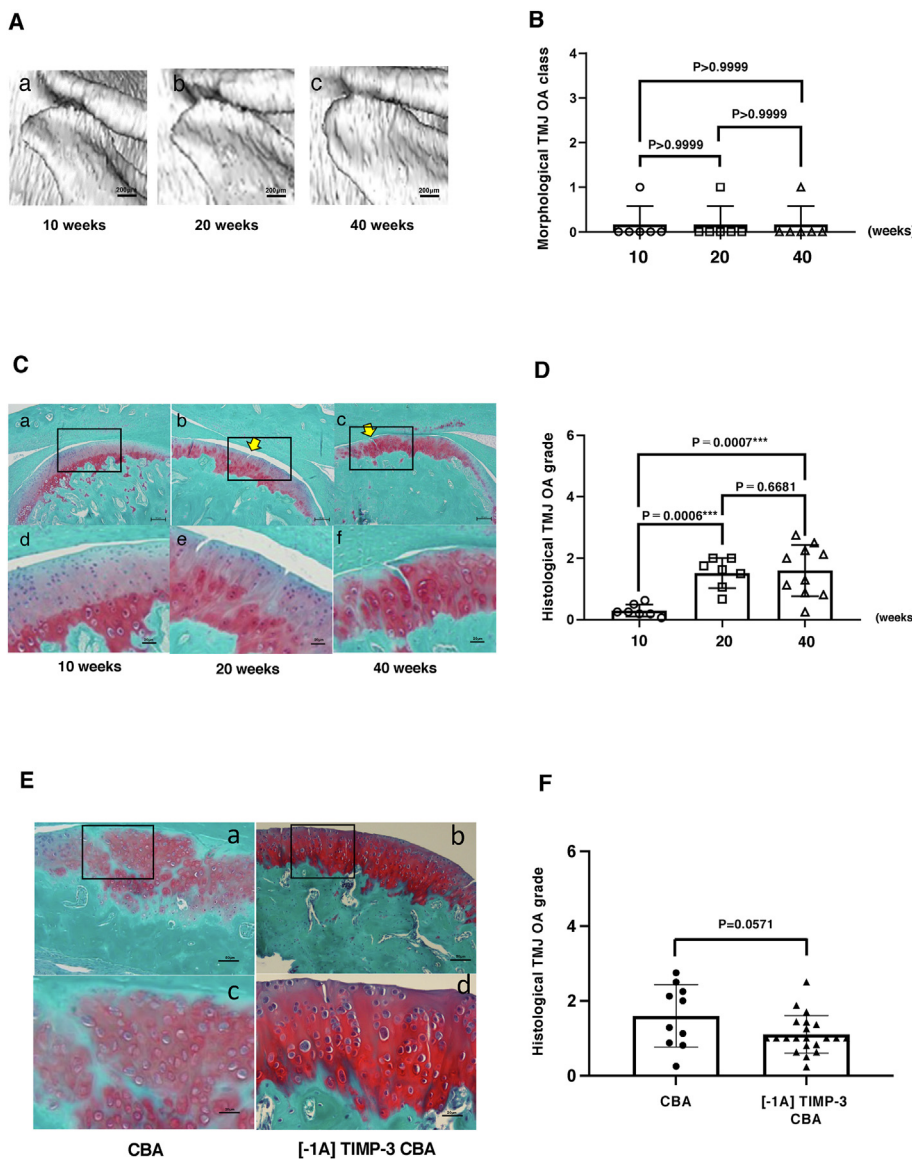 A
a
b
c
200μm
200μm
200μm
10 weeks
20 weeks
40 weeks
B
Morphological TMJ OA class
4
3
2
1
0
P>0.9999
P>0.9999
P>0.9999
10
20
40
(weeks)
C
a
b
c
d
e
f
10 weeks
20 weeks
40 weeks
D
Histological TMJ OA grade
6
4
2
0
P=0.0007***
P=0.6681
P=0.0006***
10
20
40
(weeks
E
a
b
c
d
CBA
[-1A] TIMP-3 CBA
F
Histological TMJ OA grade
6
4
2
0
P=0.0571
CBA
[-1A] TIMP-3
CBA